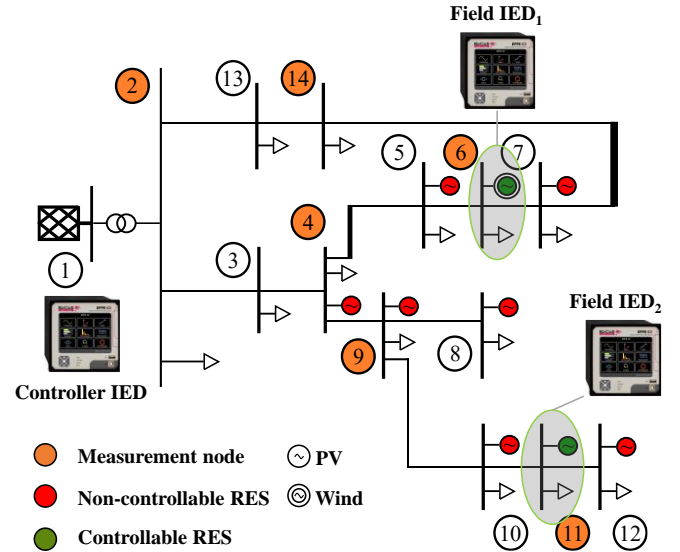 Field IED₁
2
13
14
5
6
7
4
3
1
Field IED₂
9
8
Controller IED
Measurement node
PV
Non-controllable RES
Wind
Controllable RES
10
11
12